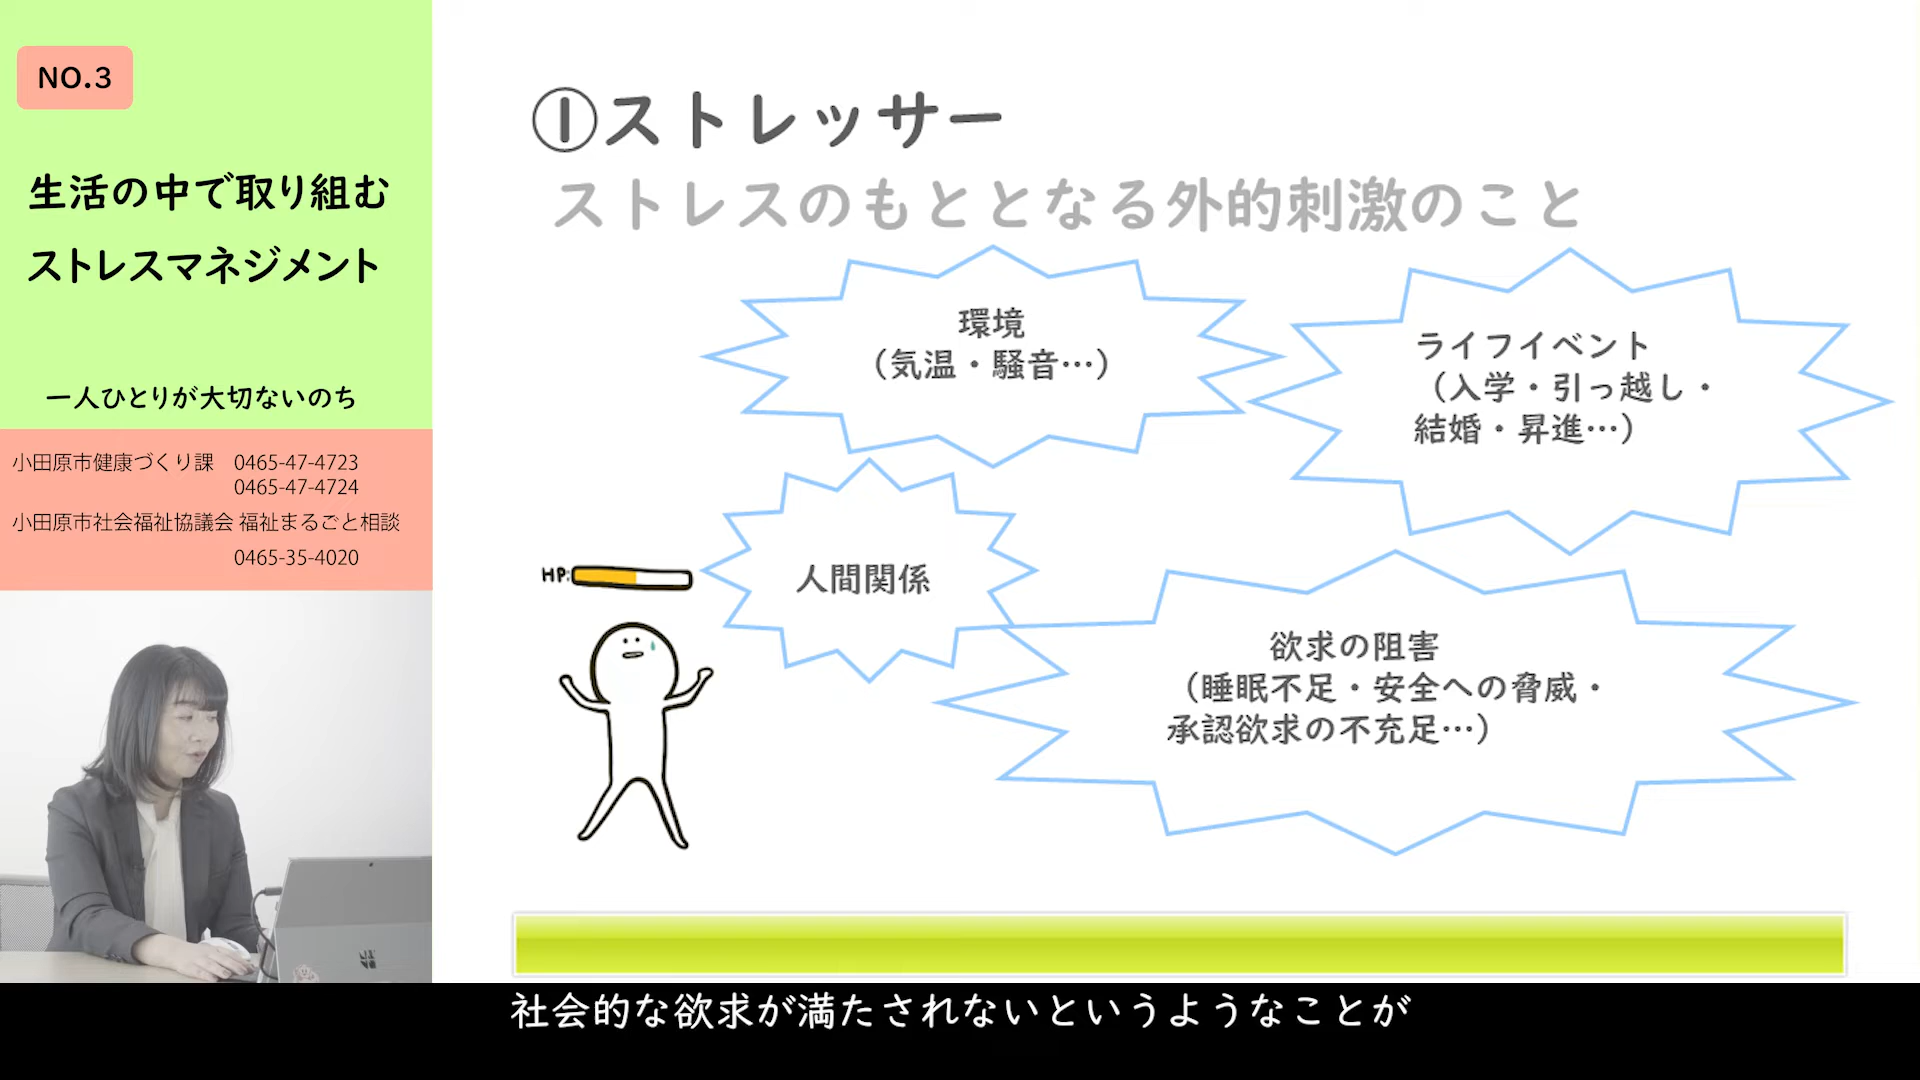 NO.3
生活の中で取り組む
ストレスマネジメント
一人ひとりが大切ないのち
小田原市健康づくり課 0465-47-4723
0465-47-4724
小田原市社会福祉協議会 福祉まるごと相談
0465-35-4020
①ストレッサー
ストレスのもととなる外的刺激のこと
環境
（気温・騒音…）
ライフイベント
（入学・引っ越し・
結婚・昇進…）
人間関係
HP:
欲求の阻害
（睡眠不足・安全への脅威・
承認欲求の不充足…）
社会的な欲求が満たされないというようなことが